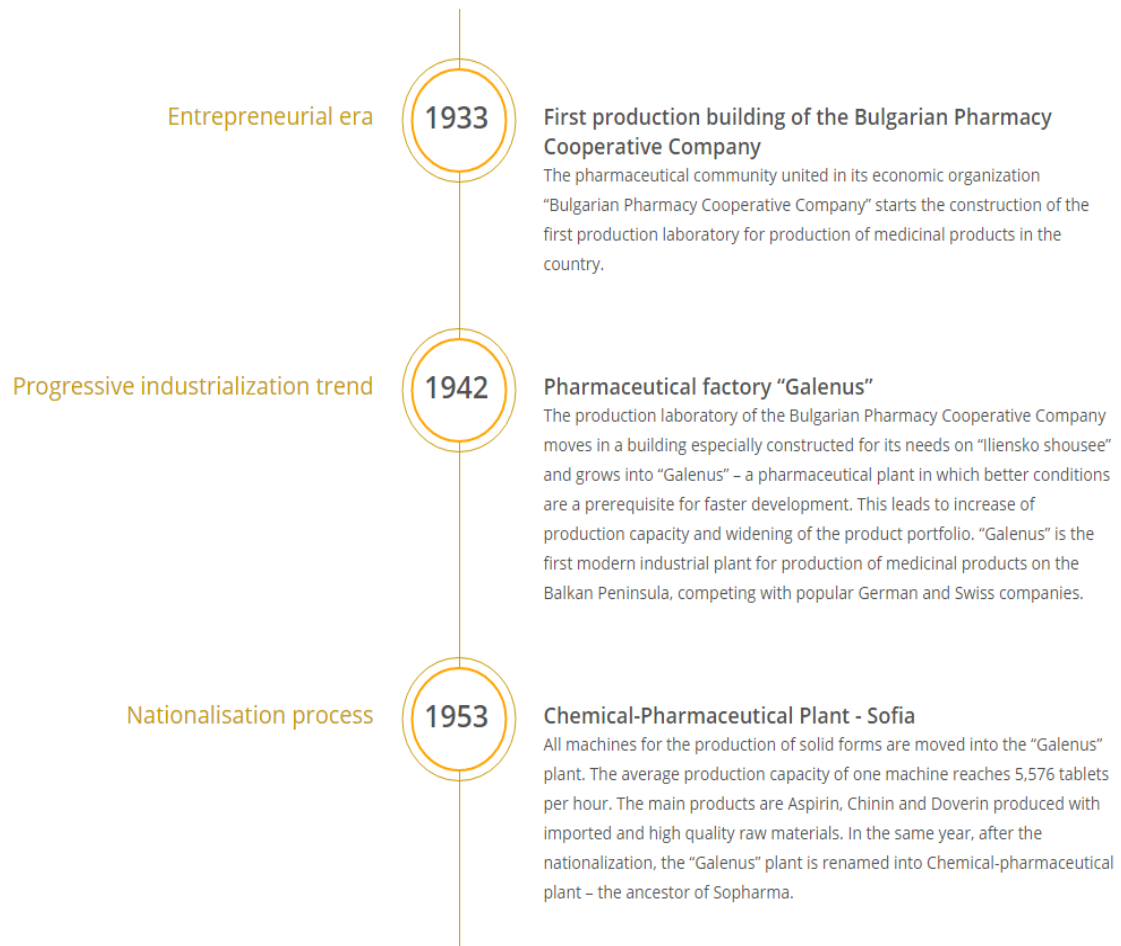 Entrepreneurial era
1933
First production building of the Bulgarian Pharmacy
Cooperative Company
The pharmaceutical community united in its economic organization
“Bulgarian Pharmacy Cooperative Company” starts the construction of the
first production laboratory for production of medicinal products in the
country.
Progressive industrialization trend
1942
Pharmaceutical factory “Galenus”
The production laboratory of the Bulgarian Pharmacy Cooperative Company
moves in a building especially constructed for its needs on “Iliensko shousee”
and grows into “Galenus” – a pharmaceutical plant in which better conditions
are a prerequisite for faster development. This leads to increase of
production capacity and widening of the product portfolio. “Galenus” is the
first modern industrial plant for production of medicinal products on the
Balkan Peninsula, competing with popular German and Swiss companies.
Nationalisation process
1953
Chemical-Pharmaceutical Plant - Sofia
All machines for the production of solid forms are moved into the “Galenus”
plant. The average production capacity of one machine reaches 5,576 tablets
per hour. The main products are Aspirin, Chinin and Doverin produced with
imported and high quality raw materials. In the same year, after the
nationalization, the “Galenus” plant is renamed into Chemical-pharmaceutical
plant – the ancestor of Sopharma.